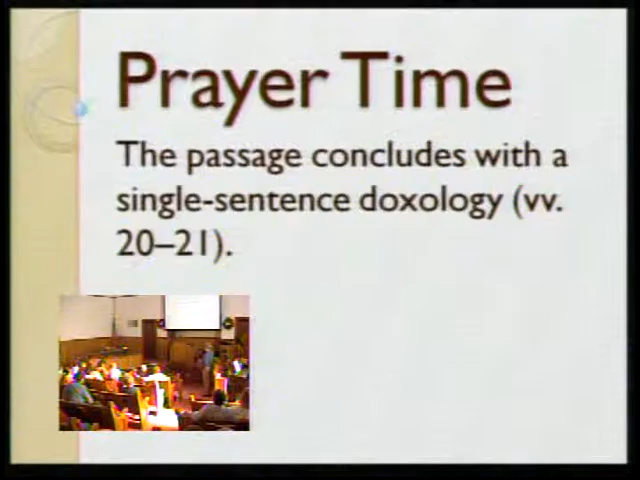 Prayer Time
The passage concludes with a
single-sentence doxology (vv.
20–21).